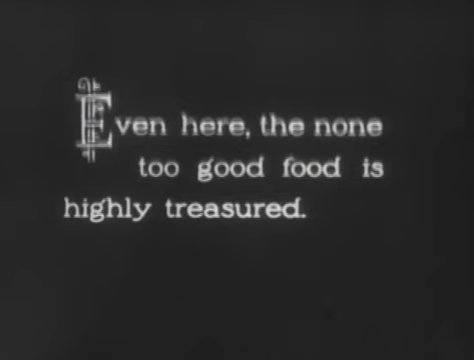 Even here, the none
too good food is
highly treasured.